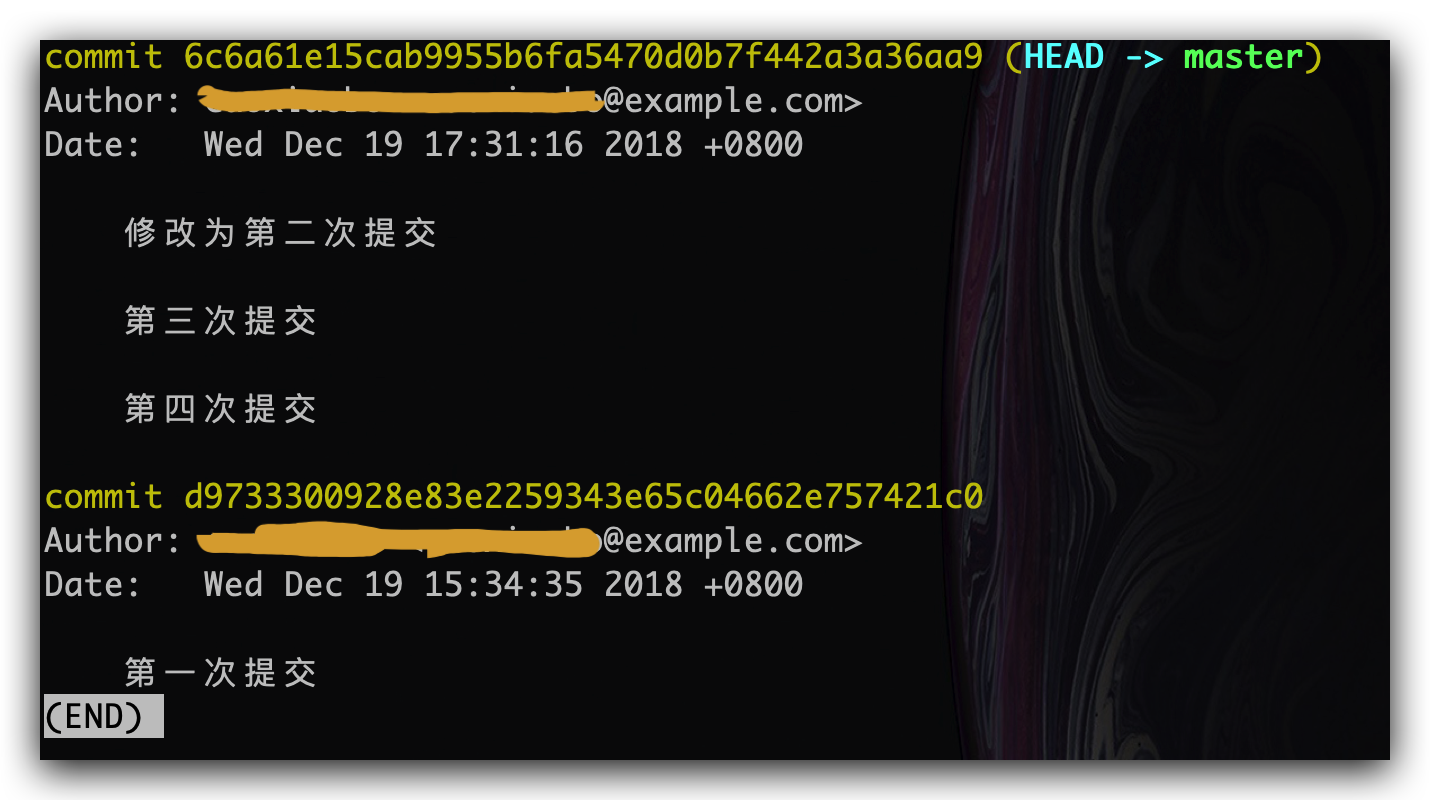 commit 6c6a61e15cab9955b6fa5470d0b7f442a3a36aa9 (HEAD -> master)
Author: @example.com>
Date:   Wed Dec 19 17:31:16 2018 +0800
修改为第二次提交
第三次提交
第四次提交
commit d9733300928e83e2259343e65c04662e757421c0
Author: @example.com>
Date:   Wed Dec 19 15:34:35 2018 +0800
第一次提交
(END)